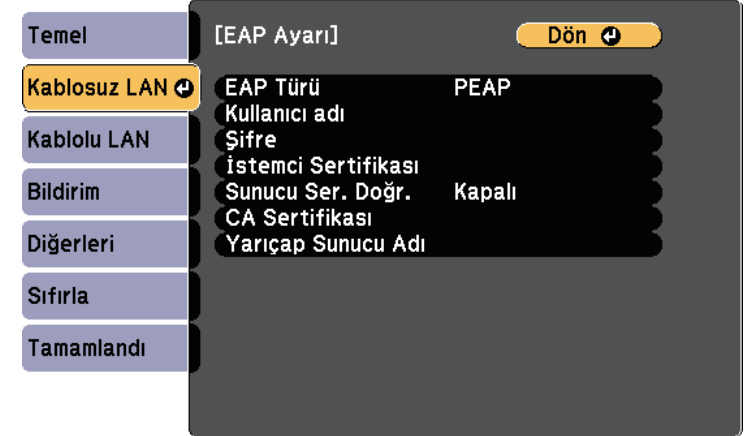 Temel
Kablosuz LAN
Kablolu LAN
Bildirim
Diğerleri
Sıfırla
Tamamlandı
[EAP Ayarı]
Dön
EAP Türü PEAP
Kullanıcı adı
Şifre
İstemci Sertifikası
Sunucu Ser. Doğr. Kapalı
CA Sertifikası
Yarıçap Sunucu Adı